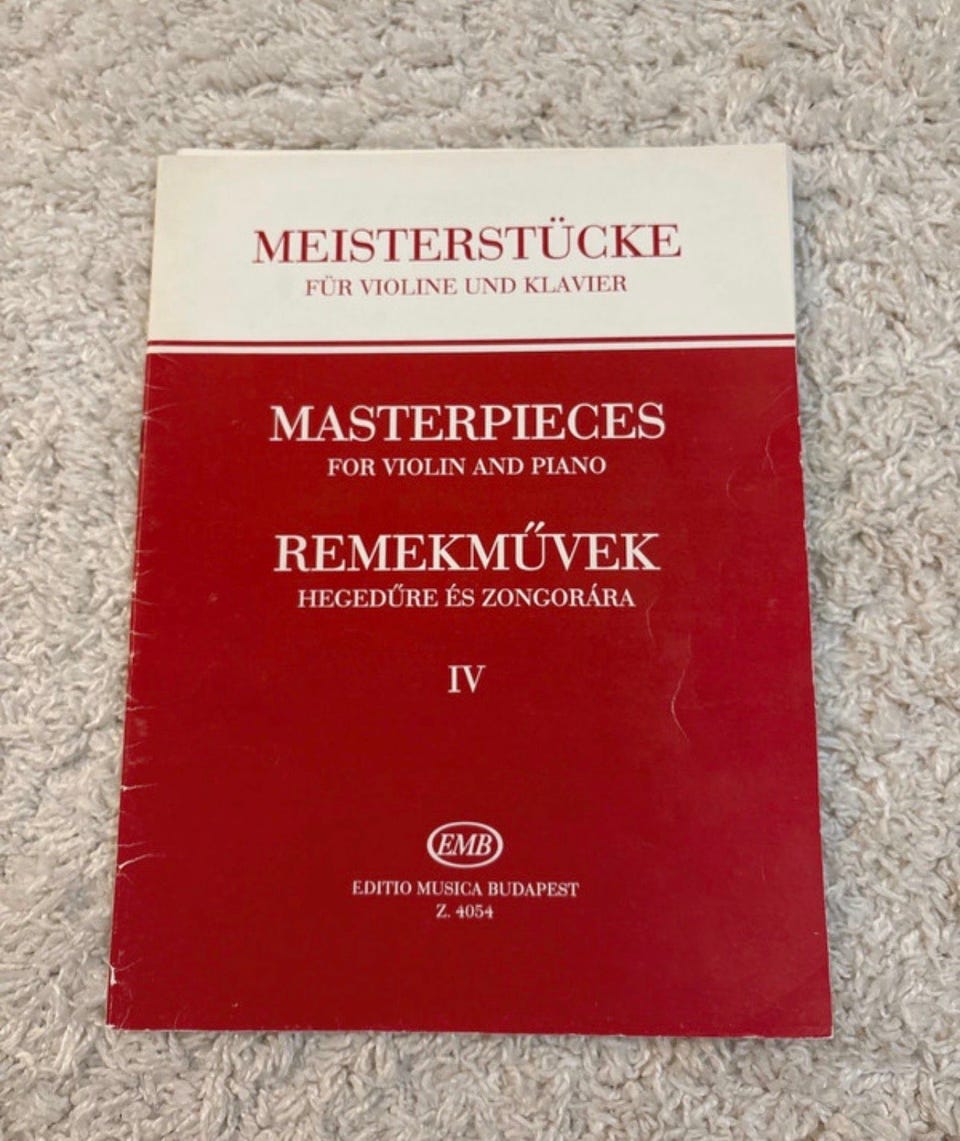 MEISTERSTÜCKE
FÜR VIOLINE UND KLAVIER
MASTERPIECES
FOR VIOLIN AND PIANO
REMEKMŰVEK
HEGEDŰRE ÉS ZONGORÁRA
IV
EMB
EDITIO MUSICA BUDAPEST
Z. 4054